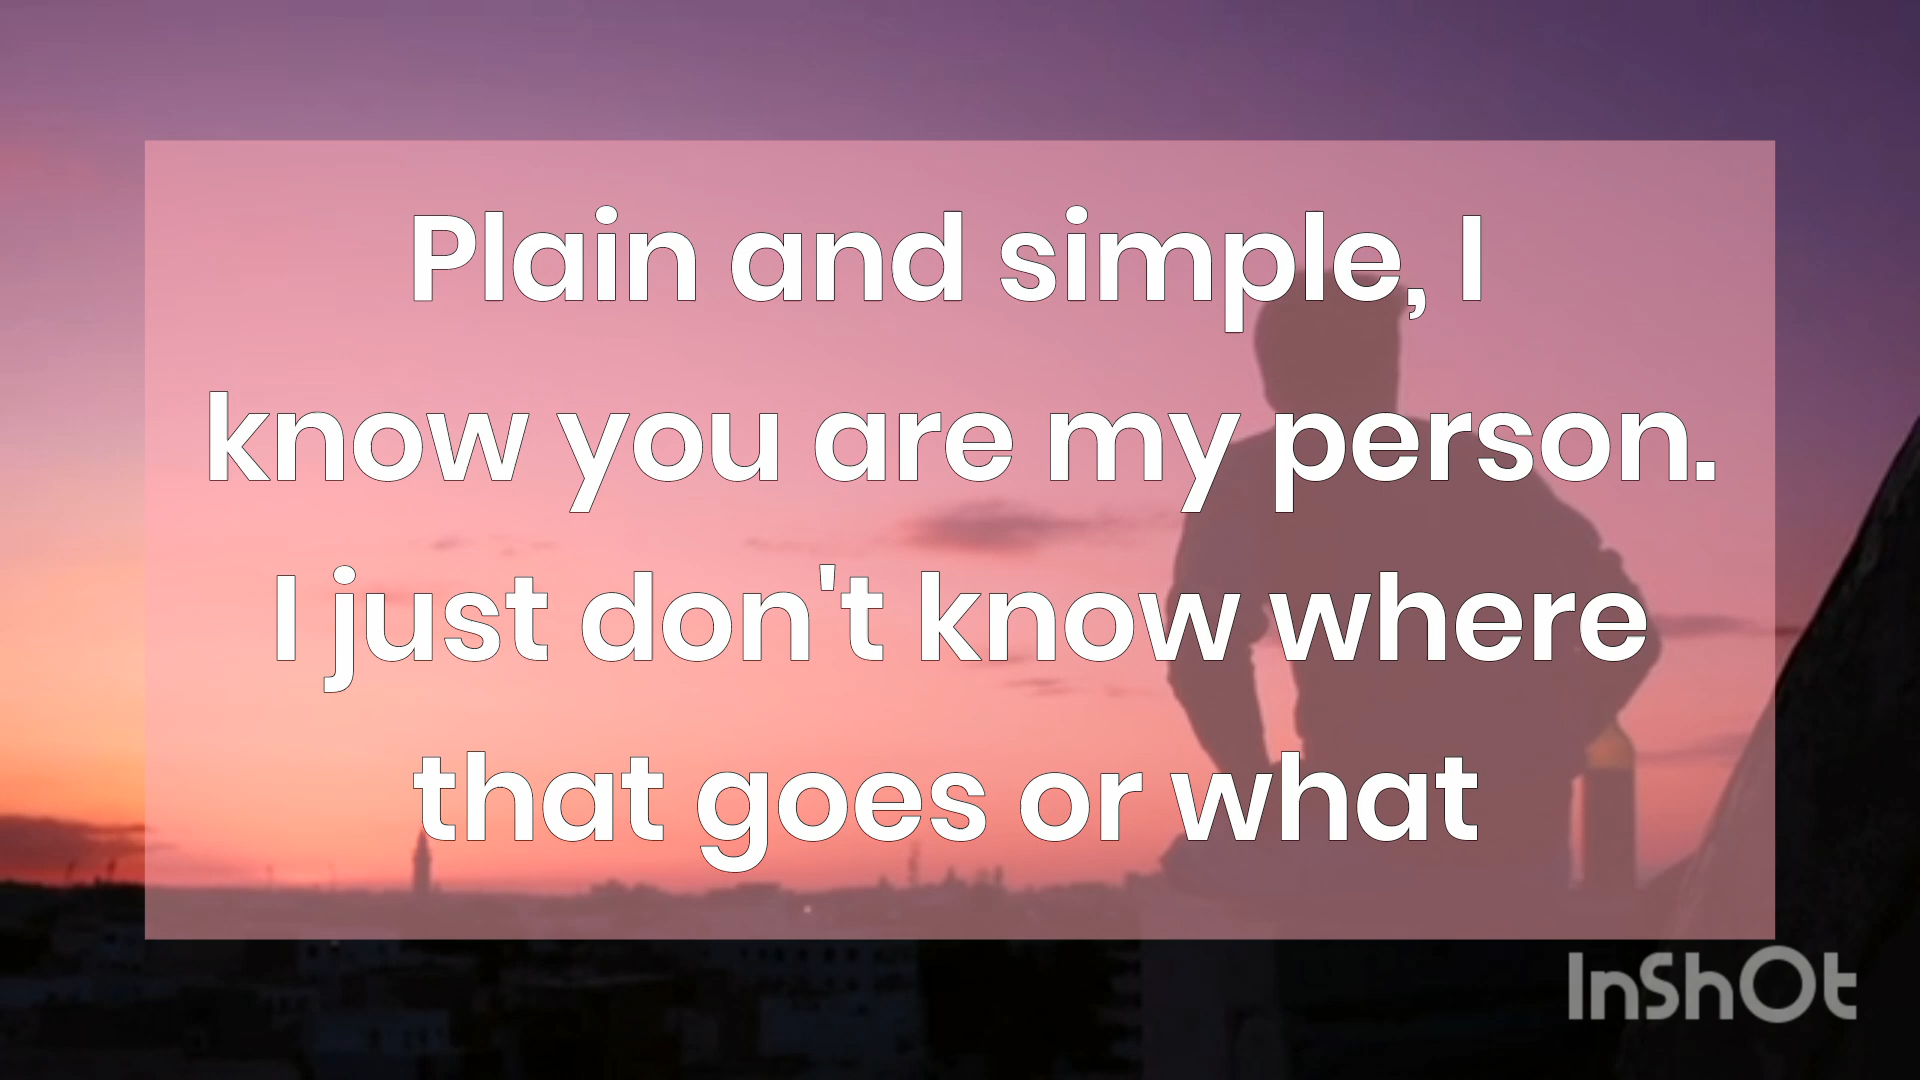 Plain and simple, I
know you are my person.
I just don't know where
that goes or what
InShOt